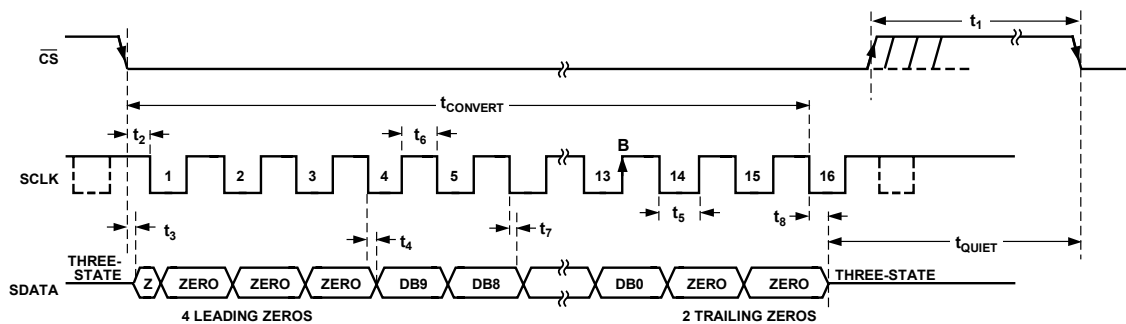 t1
CS
tCONVERT
t2
t6
B
SCLK
1 2 3 4 5 13 14 15 16
t3
t4
t7
t5
t8
tQUIET
THREE-STATE
SDATA
Z ZERO ZERO ZERO DB9 DB8 DB0 ZERO ZERO
THREE-STATE
4 LEADING ZEROS
2 TRAILING ZEROS